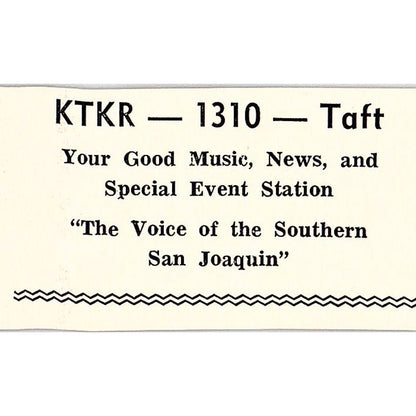 KTKR — 1310 — Taft
Your Good Music, News, and
Special Event Station
“The Voice of the Southern
San Joaquin”